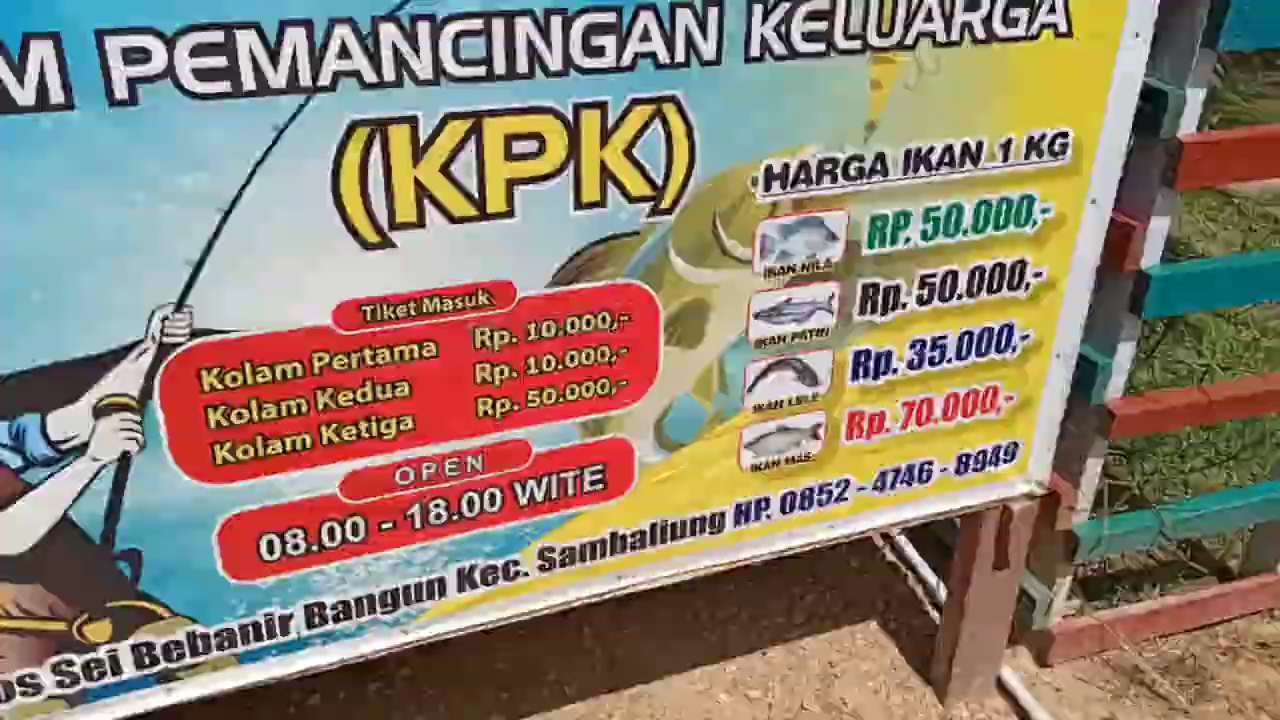 M PEMANCINGAN KELUARGA
(KPK)
HARGA IKAN 1 KG
IKAN NILA RP. 50.000,-
IKAN PATIN Rp. 50.000,-
IKAN LELE Rp. 35.000,-
IKAN MAS Rp. 70.000,-
TIket Masuk
Kolam Pertama Rp. 10.000,-
Kolam Kedua Rp. 10.000,-
Kolam Ketiga Rp. 50.000,-
OPEN
08.00 - 18.00 WITE
os Sei Bebanir Bangun Kec. Sambaliung HP. 0852 - 4746 - 8949